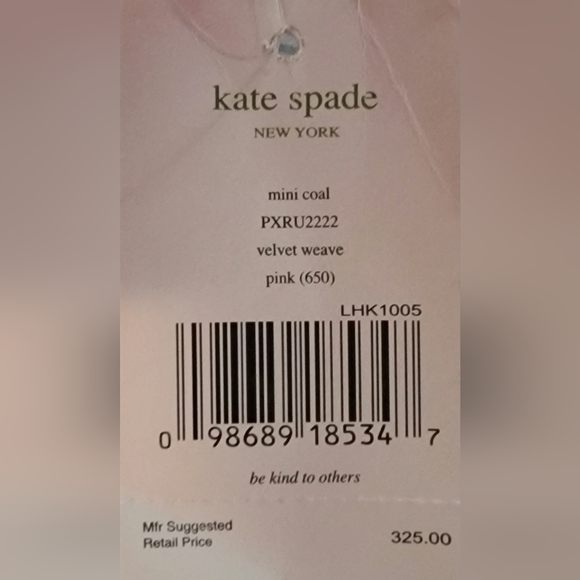 kate spade
NEW YORK
mini coal
PXRU2222
velvet weave
pink (650)
LHK1005
0 98689 18534 7
be kind to others
Mfr Suggested
Retail Price 325.00